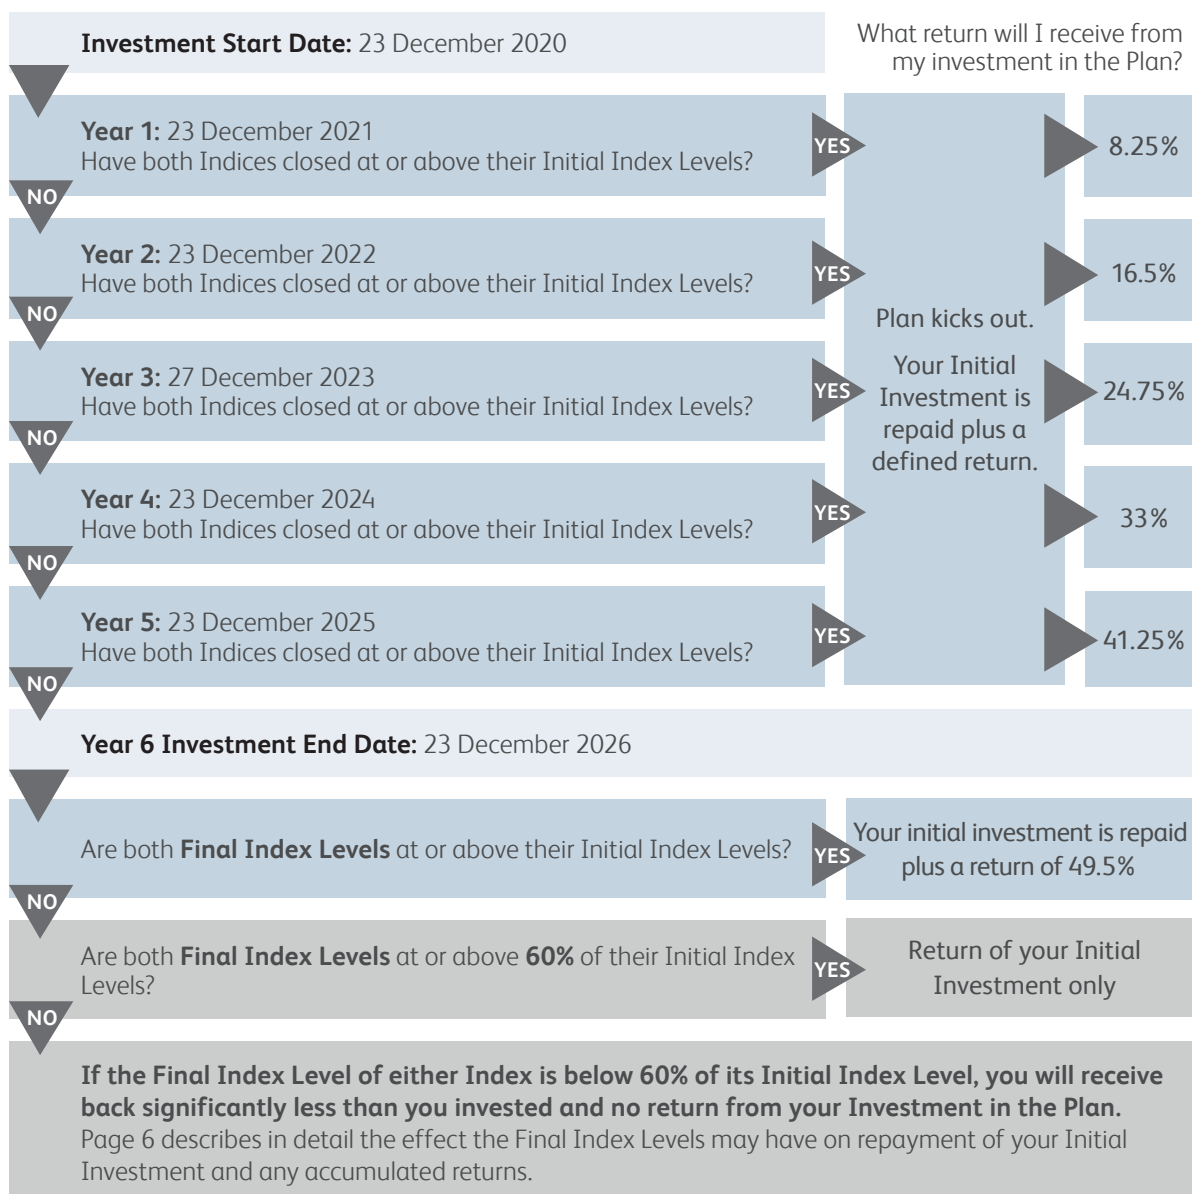 Investment Start Date: 23 December 2020
What return will I receive from
my investment in the Plan?
Year 1: 23 December 2021
Have both Indices closed at or above their Initial Index Levels?
YES
8.25%
NO
Year 2: 23 December 2022
Have both Indices closed at or above their Initial Index Levels?
YES
16.5%
NO
Year 3: 27 December 2023
Have both Indices closed at or above their Initial Index Levels?
YES
24.75%
NO
Year 4: 23 December 2024
Have both Indices closed at or above their Initial Index Levels?
YES
33%
NO
Year 5: 23 December 2025
Have both Indices closed at or above their Initial Index Levels?
YES
41.25%
NO
Plan kicks out.
Your Initial
Investment is
repaid plus a
defined return.
Year 6 Investment End Date: 23 December 2026
Are both Final Index Levels at or above their Initial Index Levels?
YES
Your initial investment is repaid
plus a return of 49.5%
NO
Are both Final Index Levels at or above 60% of their Initial Index
Levels?
YES
Return of your Initial
Investment only
NO
If the Final Index Level of either Index is below 60% of its Initial Index Level, you will receive
back significantly less than you invested and no return from your Investment in the Plan.
Page 6 describes in detail the effect the Final Index Levels may have on repayment of your Initial
Investment and any accumulated returns.